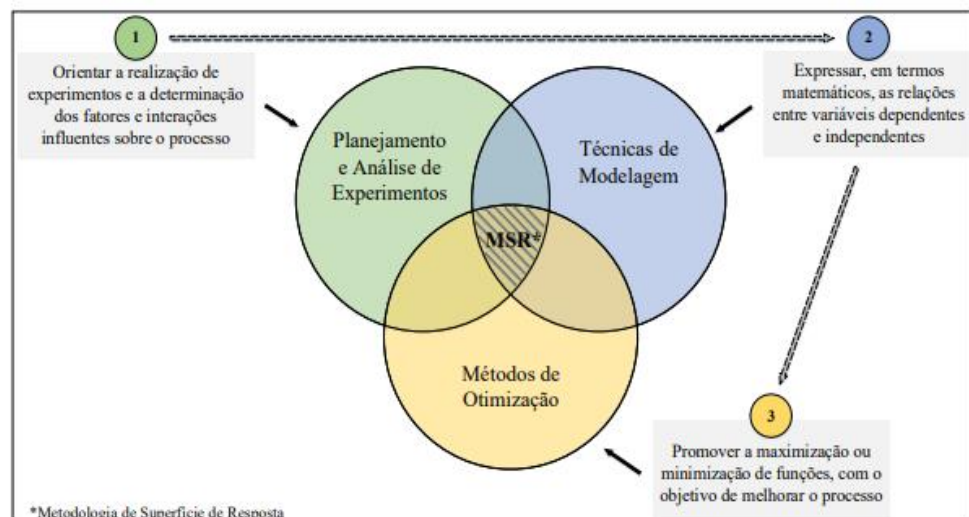 1
Orientar a realização de
experimentos e a determinação
dos fatores e interações
influentes sobre o processo
2
Expressar, em termos
matemáticos, as relações
entre variáveis dependentes
e independentes
Planejamento
e Análise de
Experimentos
Técnicas de
Modelagem
MSR*
Métodos de
Otimização
3
Promover a maximização ou
minimização de funções, com o
objetivo de melhorar o processo
*Metodologia de Superfície de Resposta